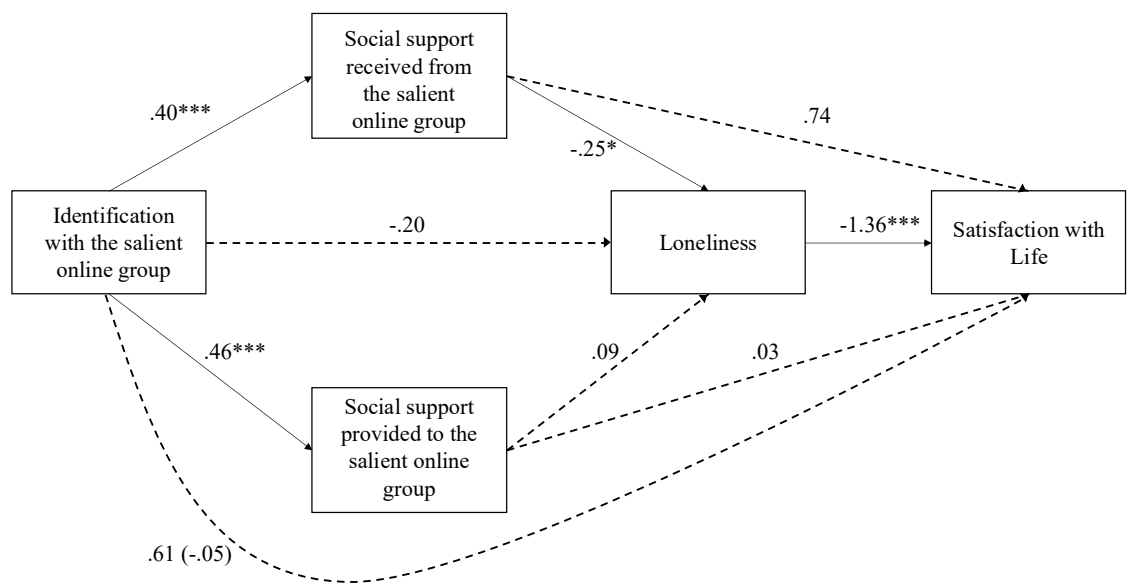 Social support
received from
the salient
online group
.40***
.74
-.25*
Identification
with the salient
online group
-.20
Loneliness
-1.36***
Satisfaction with
Life
.46***
.09
.03
Social support
provided to the
salient online
group
.61 (-.05)